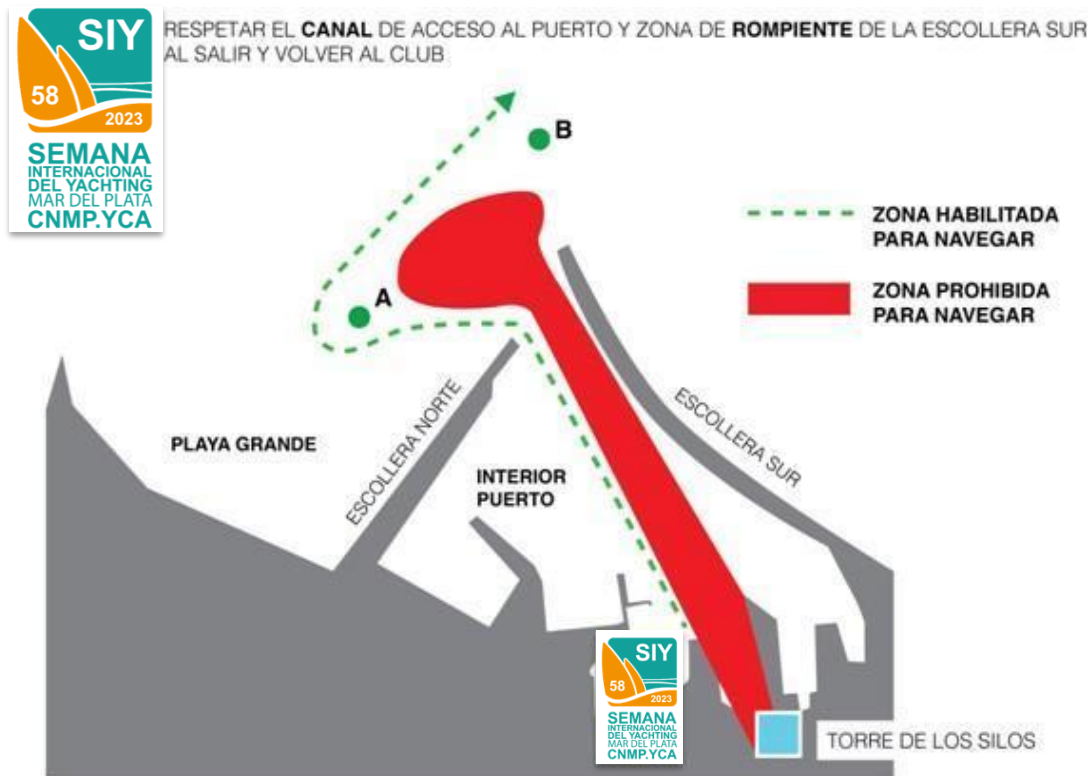 RESPETAR EL CANAL DE ACCESO AL PUERTO Y ZONA DE ROMPIENTE DE LA ESCOLLERA SUR
AL SALIR Y VOLVER AL CLUB
SIY
58
2023
SEMANA
INTERNACIONAL
DEL YACHTING
MAR DEL PLATA
CNMP.YCA
B
A
ZONA HABILITADA
PARA NAVEGAR
ZONA PROHIBIDA
PARA NAVEGAR
PLAYA GRANDE
ESCOLLERA NORTE
INTERIOR
PUERTO
ESCOLLERA SUR
SIY
58
2023
SEMANA
INTERNACIONAL
DEL YACHTING
MAR DEL PLATA
CNMP.YCA
TORRE DE LOS SILOS